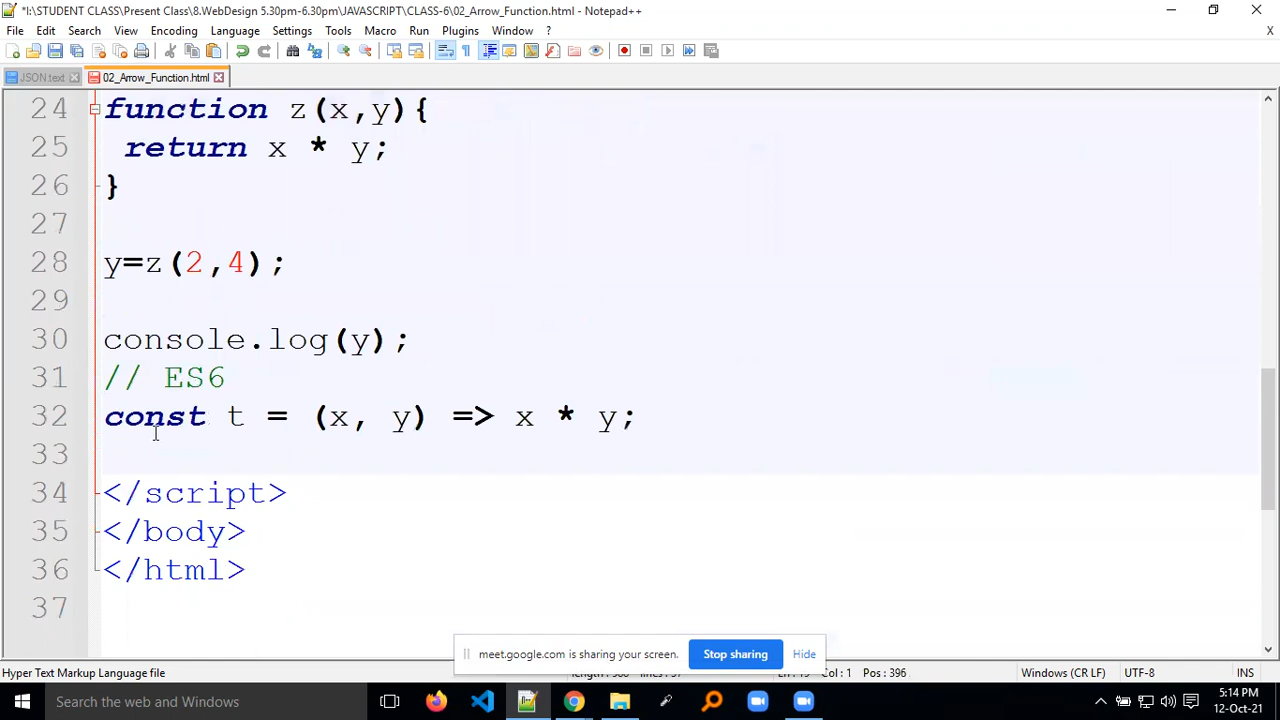 *I:\STUDENT CLASS\Present Class\8.WebDesign 5.30pm-6.30pm\JAVASCRIPT\CLASS-6\02_Arrow_Function.html - Notepad++
File Edit Search View Encoding Language Settings Tools Macro Run Plugins Window ? X
JSON.text 02_Arrow_Function.html
24 function z(x,y){
25 return x * y;
26 }
27
28 y=z(2,4);
29
30 console.log(y);
31 // ES6
32 const t = (x, y) => x * y;
33
34 </script>
35 </body>
36 </html>
37
meet.google.com is sharing your screen. Stop sharing Hide
Hyper Text Markup Language file Col : 1 Pos : 396 Windows (CR LF) UTF-8 INS
Search the web and Windows
5:14 PM
12-Oct-21